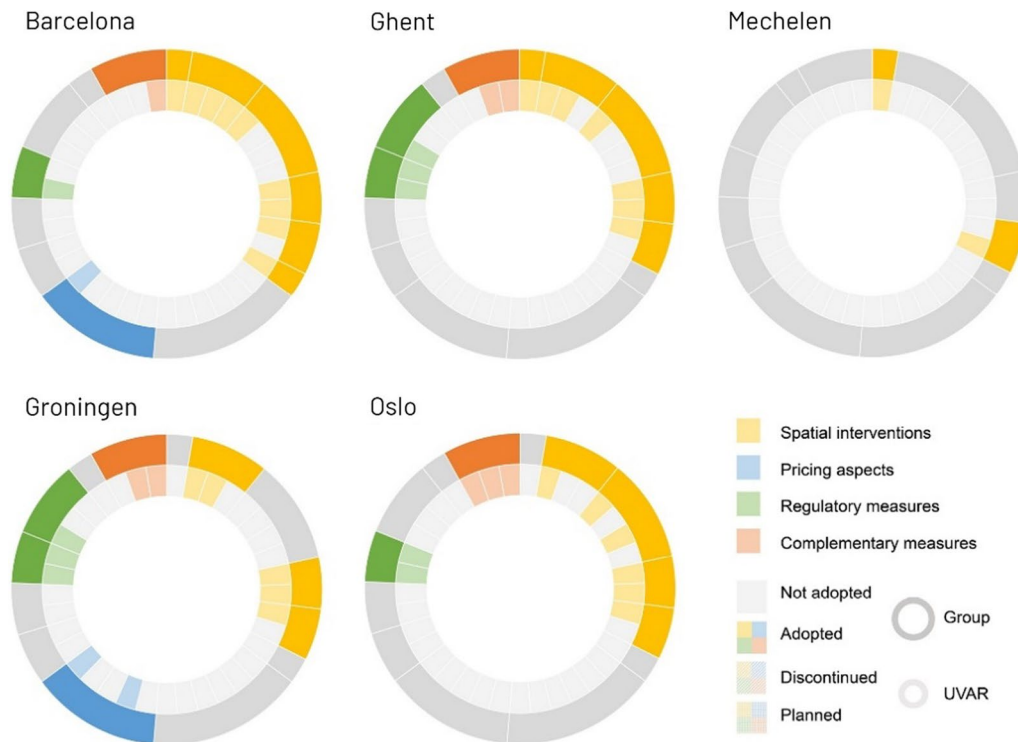 Barcelona
Ghent
Mechelen
Groningen
Oslo
Spatial interventions
Pricing aspects
Regulatory measures
Complementary measures
Not adopted
Adopted
Discontinued
Planned
Group
UVAR